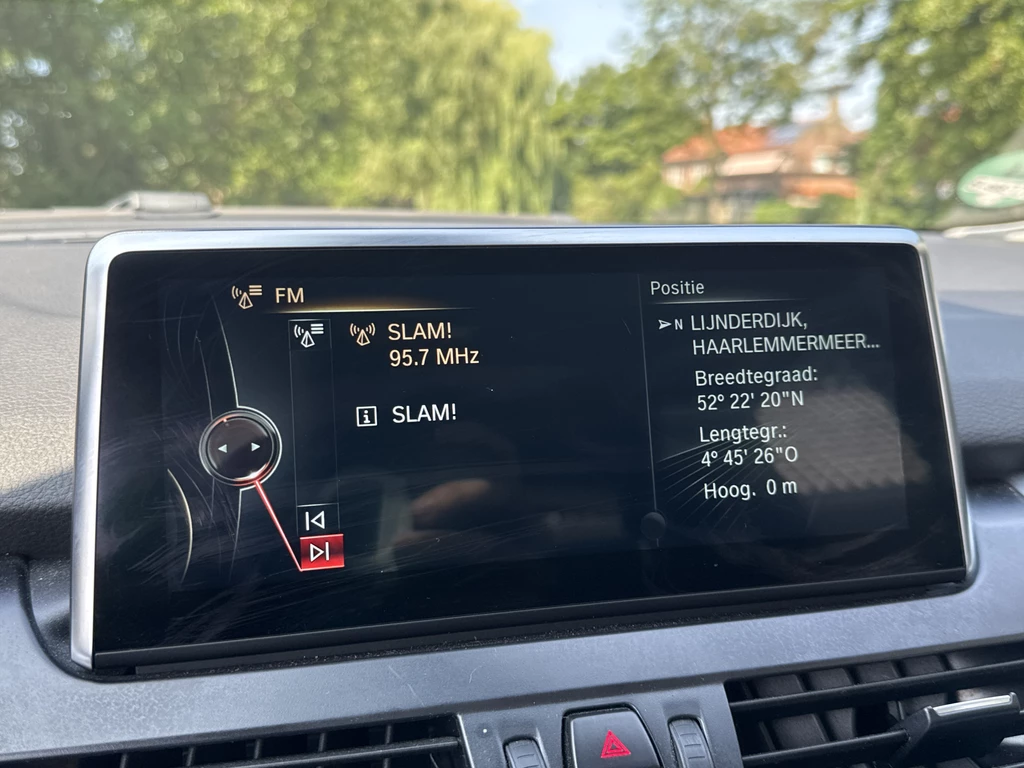 FM
SLAM!
95.7 MHz
SLAM!
Positie
N LIJNDERDIJK,
HAARLEMMERMEER...
Breedtegraad:
52° 22' 20"N
Lengtegr.:
4° 45' 26"O
Hoog. 0 m